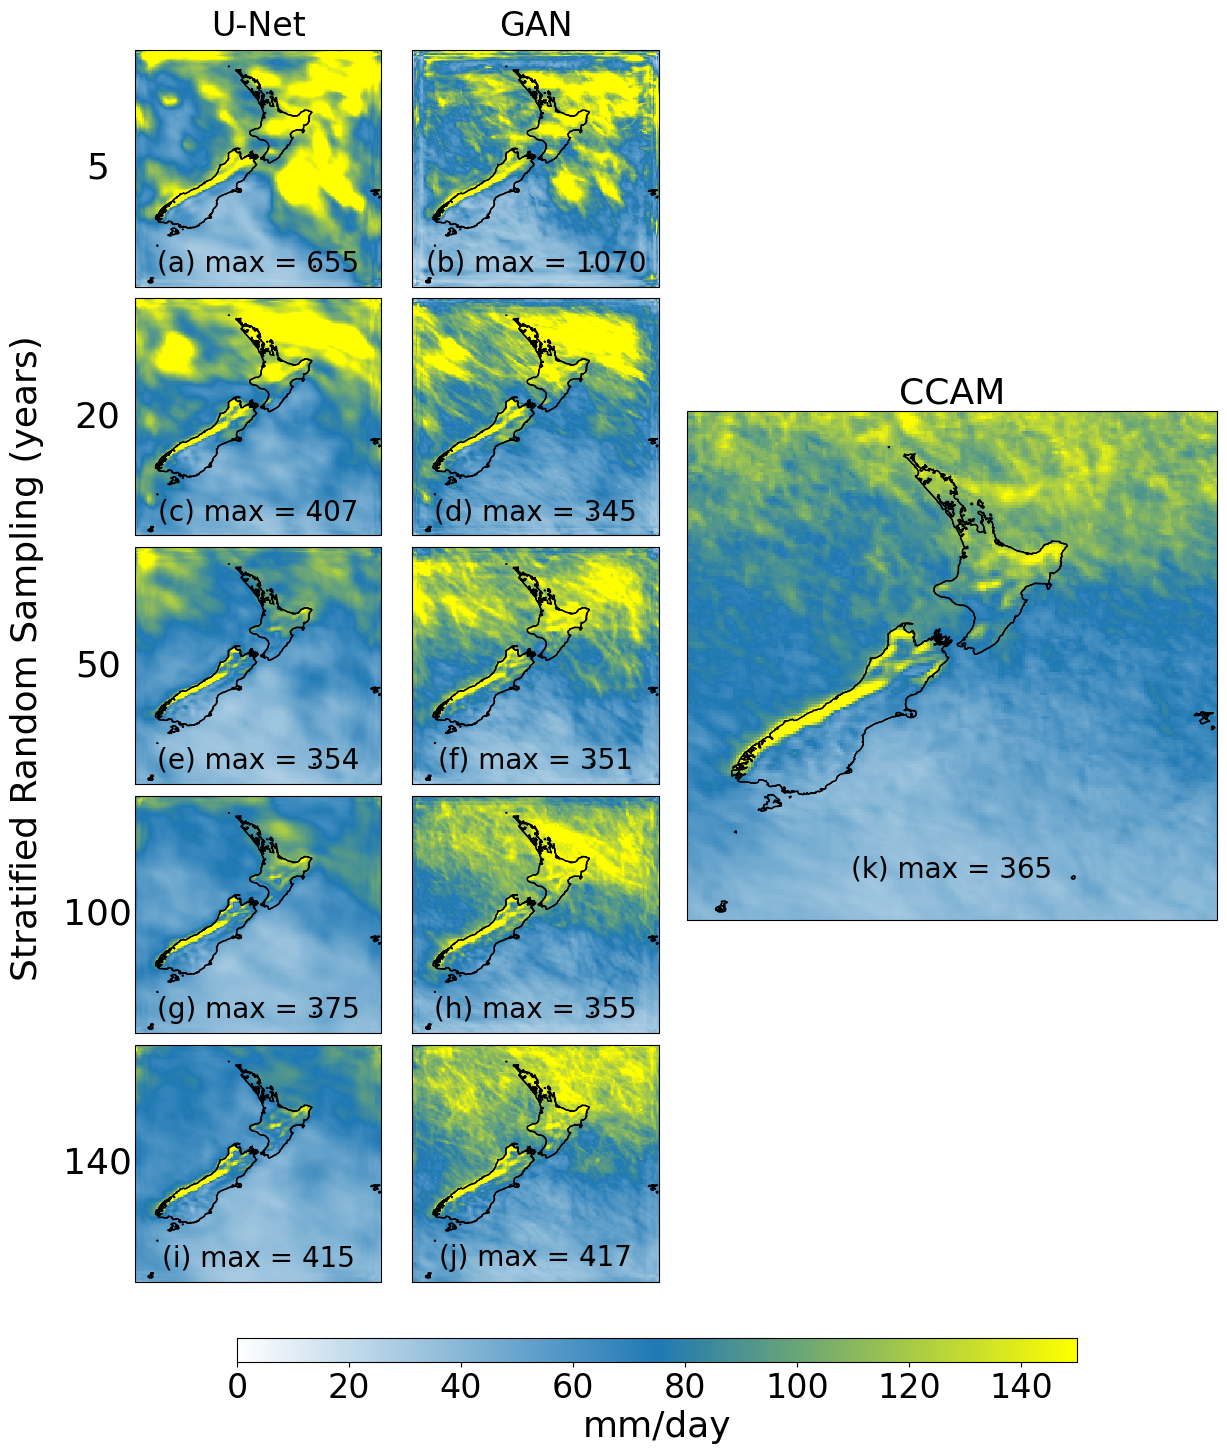 U-Net GAN
Stratified Random Sampling (years)
5
(a) max = 655
(b) max = 1070
20
(c) max = 407
(d) max = 345
50
(e) max = 354
(f) max = 351
100
(g) max = 375
(h) max = 355
140
(i) max = 415
(j) max = 417
CCAM
(k) max = 365
0 20 40 60 80 100 120 140
mm/day